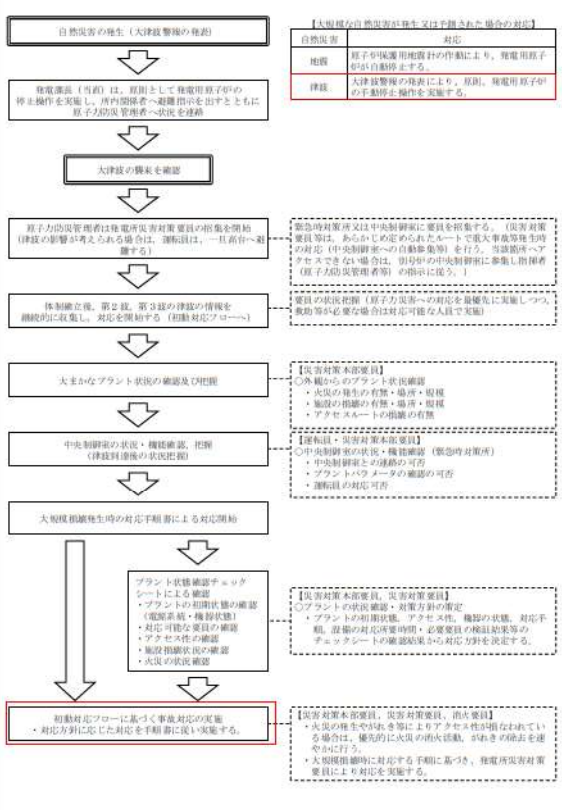 自然災害の発生（大津波警報の発表）
【大規模な自然災害が発生又は予測された場合の対応】
自然災害 対応
地震 原子炉保護用地震計の作動により，発電用原子
炉が自動停止する。
津波 大津波警報の発表により，原則，発電用原子炉
の手動停止操作を実施する。
発電部長（当直）は，原則として発電用原子炉の
停止操作を実施し，所内関係者へ避難指示を出すとともに
原子力防災管理者へ状況を連絡
大津波の襲来を確認
原子力防災管理者は発電所災害対策要員の招集を開始
（津波の影響が考えられる場合は，運転員は，一旦高台へ避
難する）
緊急時対策所又は中央制御室に要員を招集する。（災害対策
要員等は，あらかじめ定められたルートで重大事故等発生時
の対応（中央制御室への自動参集等）を行う。当該箇所へア
クセスできない場合は，別号炉の中央制御室に参集し指揮者
（原子力防災管理者等）の指示に従う。）
体制確立後，第2波，第3波の津波の情報を
継続的に収集し，対応を開始する（初動対応フローへ）
要員の状況把握（原子力災害への対応を最優先に実施しつつ，
救助等が必要な場合は対応可能な人員で実施）
大まかなプラント状況の確認及び把握
【災害対策本部要員】
○外観からのプラント状況確認
・火災の発生の有無・場所・規模
・施設の損壊の有無・場所・規模
・アクセスルートの損壊の有無
中央制御室の状況・機能確認，把握
（津波到達後の状況把握）
【運転員・災害対策本部要員】
○中央制御室の状況・機能確認（緊急時対策所）
・中央制御室との連絡の可否
・プラントパラメータの確認の可否
・運転員の対応可否
大規模損壊発生時の対応手順書による対応開始
プラント状態確認チェック
シートによる確認
・プラントの初期状態の確認
（電源系統・機器状態）
・対応可能な要員の確認
・アクセス性の確認
・施設損壊状況の確認
・火災の状況確認
【災害対策本部要員，災害対策要員】
○プラントの状況確認・対策方針の策定
・プラントの初期状態，アクセス性，機器の状態，対応手
順，設備の対応所要時間・必要要員の検証結果等の
チェックシートの確認結果から対応方針を決定する。
初動対応フローに基づく事故対応の実施
・対応方針に応じた対応を手順書に従い実施する。
【災害対策本部要員，災害対策要員，消火要員】
・火災の発生やがれき等によりアクセス性が損なわれてい
る場合は，優先的に火災の消火活動，がれきの除去を速
やかに行う。
・大規模損壊時に対応する手順に基づき，発電所災害対策
要員により対応を実施する。